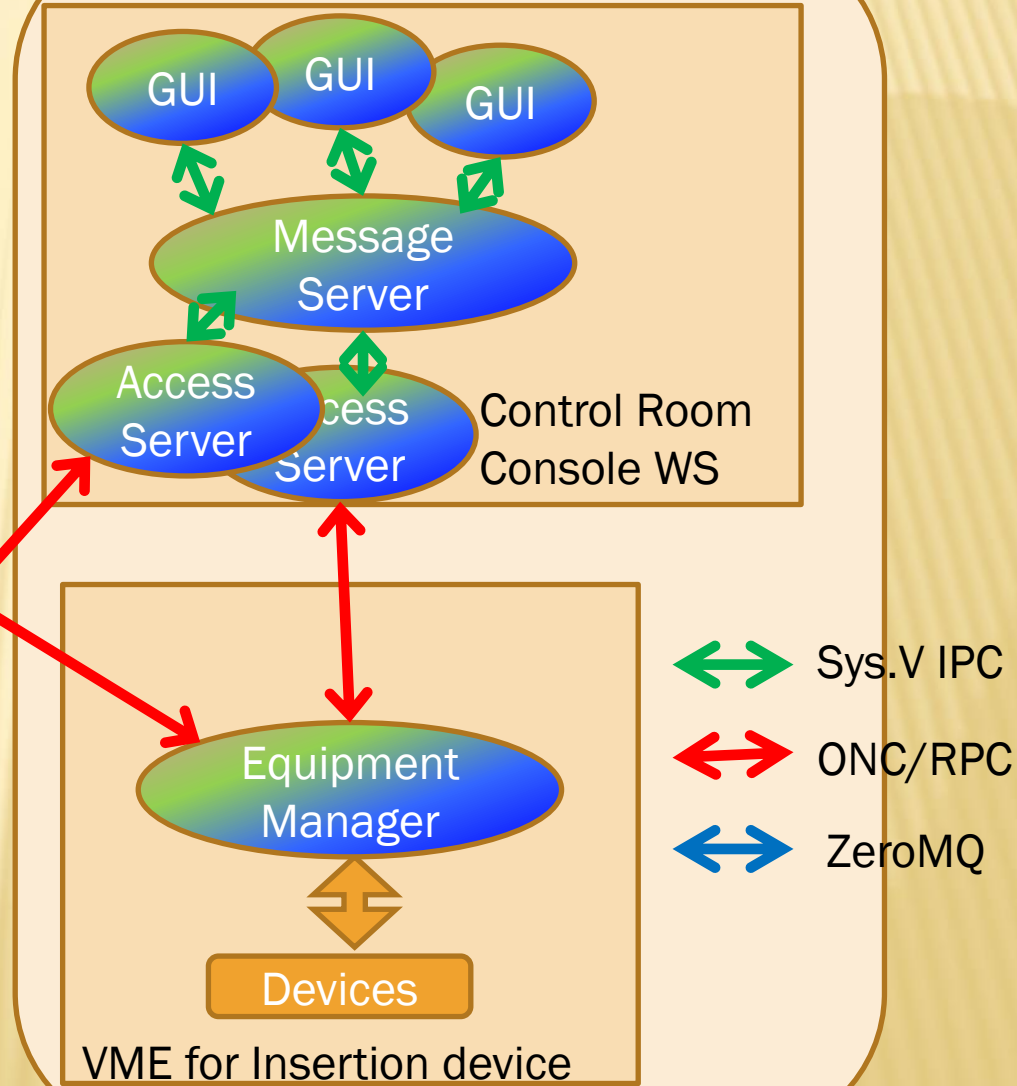 GUI
GUI
GUI
Message
Server
Access
Server
cess
Server
Control Room
Console WS
Sys.V IPC
ONC/RPC
ZeroMQ
Equipment
Manager
Devices
VME for Insertion device